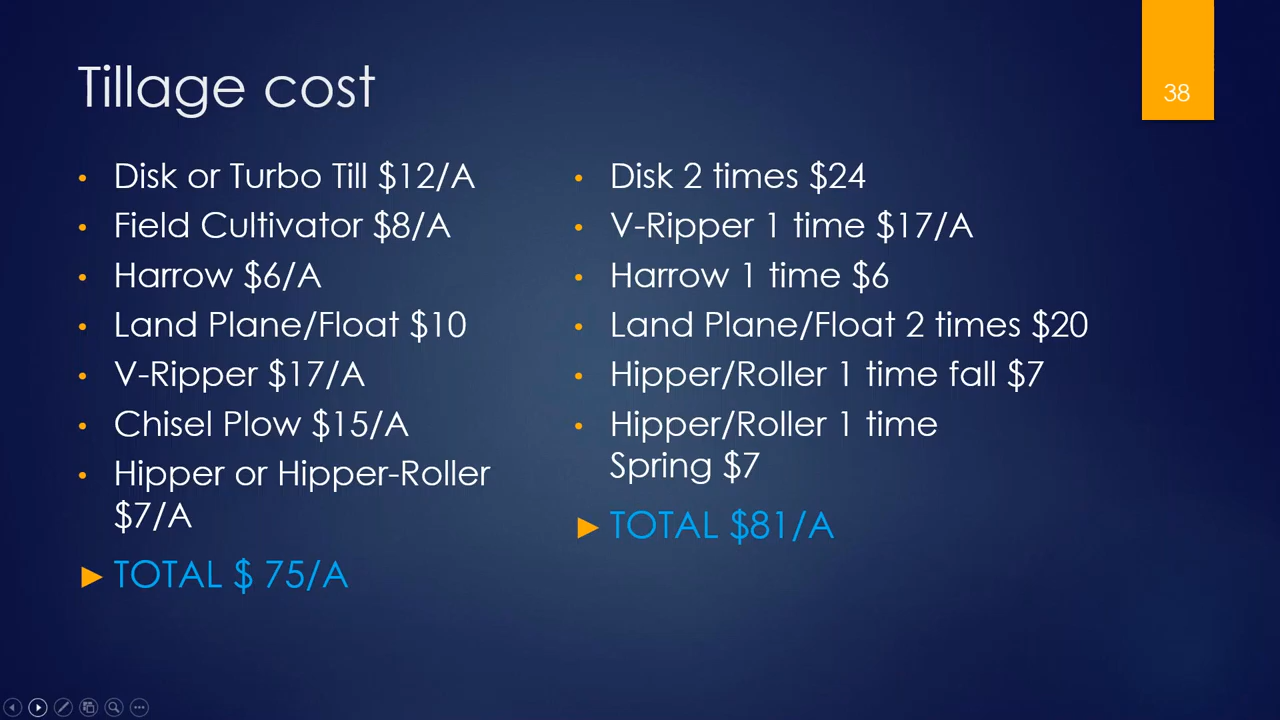 Tillage cost
38
• Disk or Turbo Till $12/A
• Field Cultivator $8/A
• Harrow $6/A
• Land Plane/Float $10
• V-Ripper $17/A
• Chisel Plow $15/A
• Hipper or Hipper-Roller
$7/A
► TOTAL $ 75/A
• Disk 2 times $24
• V-Ripper 1 time $17/A
• Harrow 1 time $6
• Land Plane/Float 2 times $20
• Hipper/Roller 1 time fall $7
• Hipper/Roller 1 time
Spring $7
► TOTAL $81/A